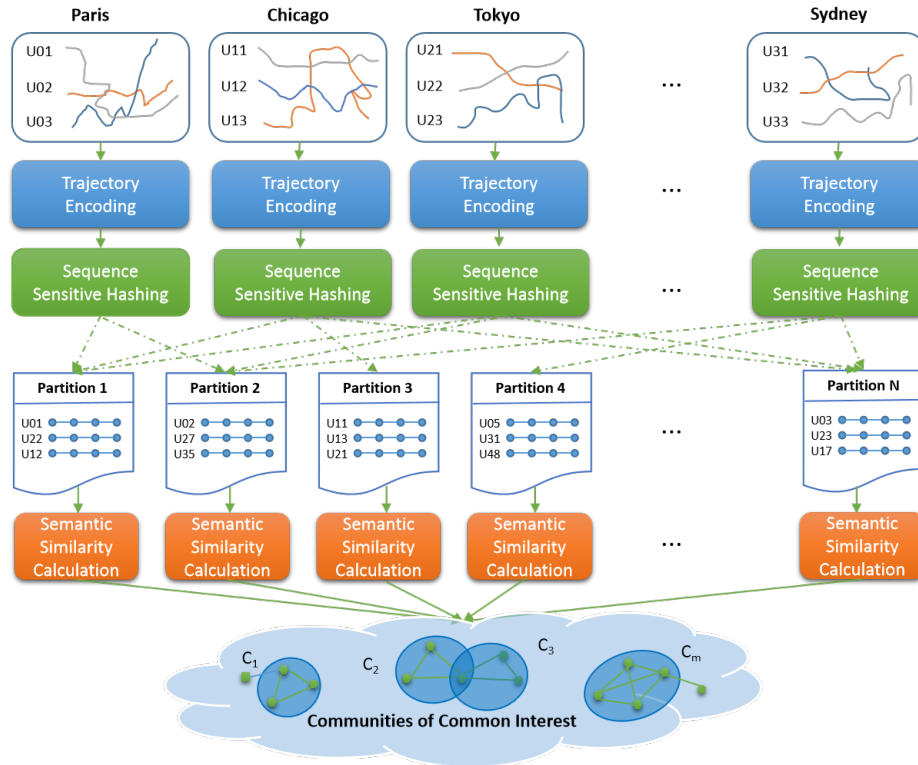 Paris
Chicago
Tokyo
Sydney
U01
U02
U03
U11
U12
U13
U21
U22
U23
...
U31
U32
U33
Trajectory
Encoding
Trajectory
Encoding
Trajectory
Encoding
...
Trajectory
Encoding
Sequence
Sensitive Hashing
Sequence
Sensitive Hashing
Sequence
Sensitive Hashing
...
Sequence
Sensitive Hashing
Partition 1
U01
U22
U12
Partition 2
U02
U27
U35
Partition 3
U11
U13
U21
Partition 4
U05
U31
U48
...
Partition N
U03
U23
U17
Semantic
Similarity
Calculation
Semantic
Similarity
Calculation
Semantic
Similarity
Calculation
Semantic
Similarity
Calculation
...
Semantic
Similarity
Calculation
C1
C2
C3
Cm
Communities of Common Interest